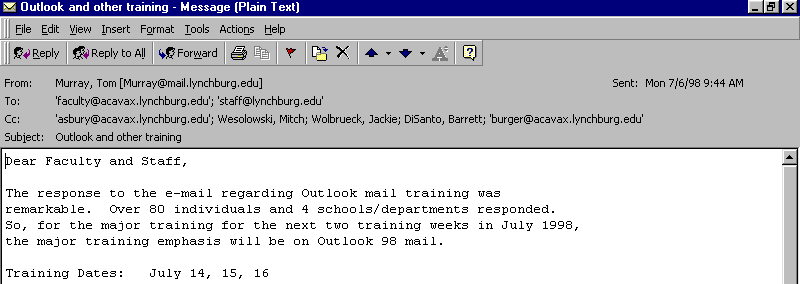 Outlook and other training - Message (Plain Text)
File Edit View Insert Format Tools Actions Help
Reply Reply to All Forward A
From: Murray, Tom [Murray@mail.lynchburg.edu] Sent: Mon 7/6/98 9:44 AM
To: 'faculty@acavax.lynchburg.edu'; 'staff@lynchburg.edu'
Cc: 'asbury@acavax.lynchburg.edu'; Wesolowski, Mitch; Wolbrueck, Jackie; DiSanto, Barrett; 'burger@acavax.lynchburg.edu'
Subject: Outlook and other training
Dear Faculty and Staff,
The response to the e-mail regarding Outlook mail training was
remarkable.  Over 80 individuals and 4 schools/departments responded.
So, for the major training for the next two training weeks in July 1998,
the major training emphasis will be on Outlook 98 mail.
Training Dates:   July 14, 15, 16